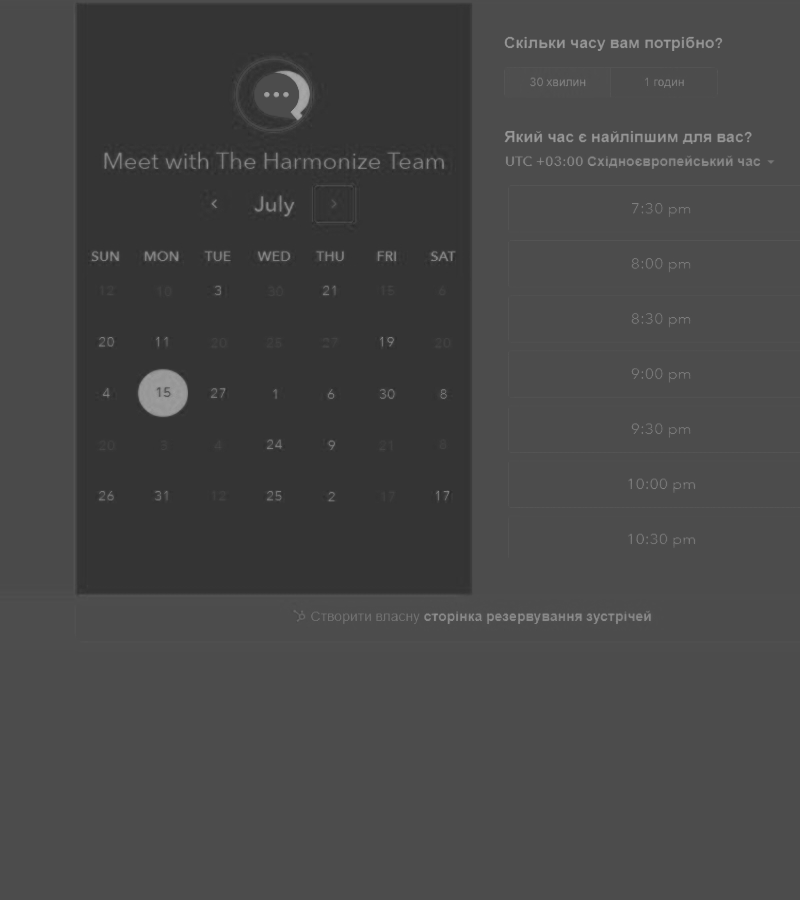 Meet with The Harmonize Team
July
SUN MON TUE WED THU FRI SAT
12 10 3 30 21 15 6
20 11 20 25 27 19 20
4 15 27 1 6 30 8
20 3 4 24 9 21 6
26 31 12 25 2 17 17
Скільки часу вам потрібно?
30 хвилин 1 годин
Який час є найліпшим для вас?
UTC +03:00 Східноєвропейський час
7:30 pm
8:00 pm
8:30 pm
9:00 pm
9:30 pm
10:00 pm
10:30 pm
Створити власну сторінка резервування зустрічей